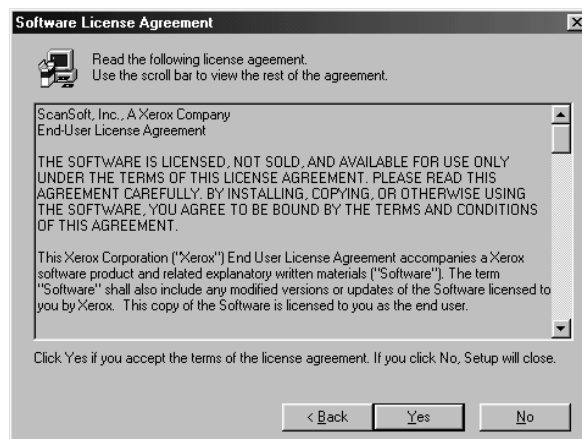 Software License Agreement
Read the following license ageement.
Use the scroll bar to view the rest of the agreement.
ScanSoft, Inc., A Xerox Company
End-User License Agreement
THE SOFTWARE IS LICENSED, NOT SOLD, AND AVAILABLE FOR USE ONLY
UNDER THE TERMS OF THIS LICENSE AGREEMENT. PLEASE READ THIS
AGREEMENT CAREFULLY. BY INSTALLING, COPYING, OR OTHERWISE USING
THE SOFTWARE, YOU AGREE TO BE BOUND BY THE TERMS AND CONDITIONS
OF THIS AGREEMENT.
This Xerox Corporation ("Xerox") End User License Agreement accompanies a Xerox
software product and related explanatory written materials ("Software"). The term
"Software" shall also include any modified versions or updates of the Software licensed to
you by Xerox. This copy of the Software is licensed to you as the end user.
Click Yes if you accept the terms of the license agreement. If you click No, Setup will close.
< Back Yes No